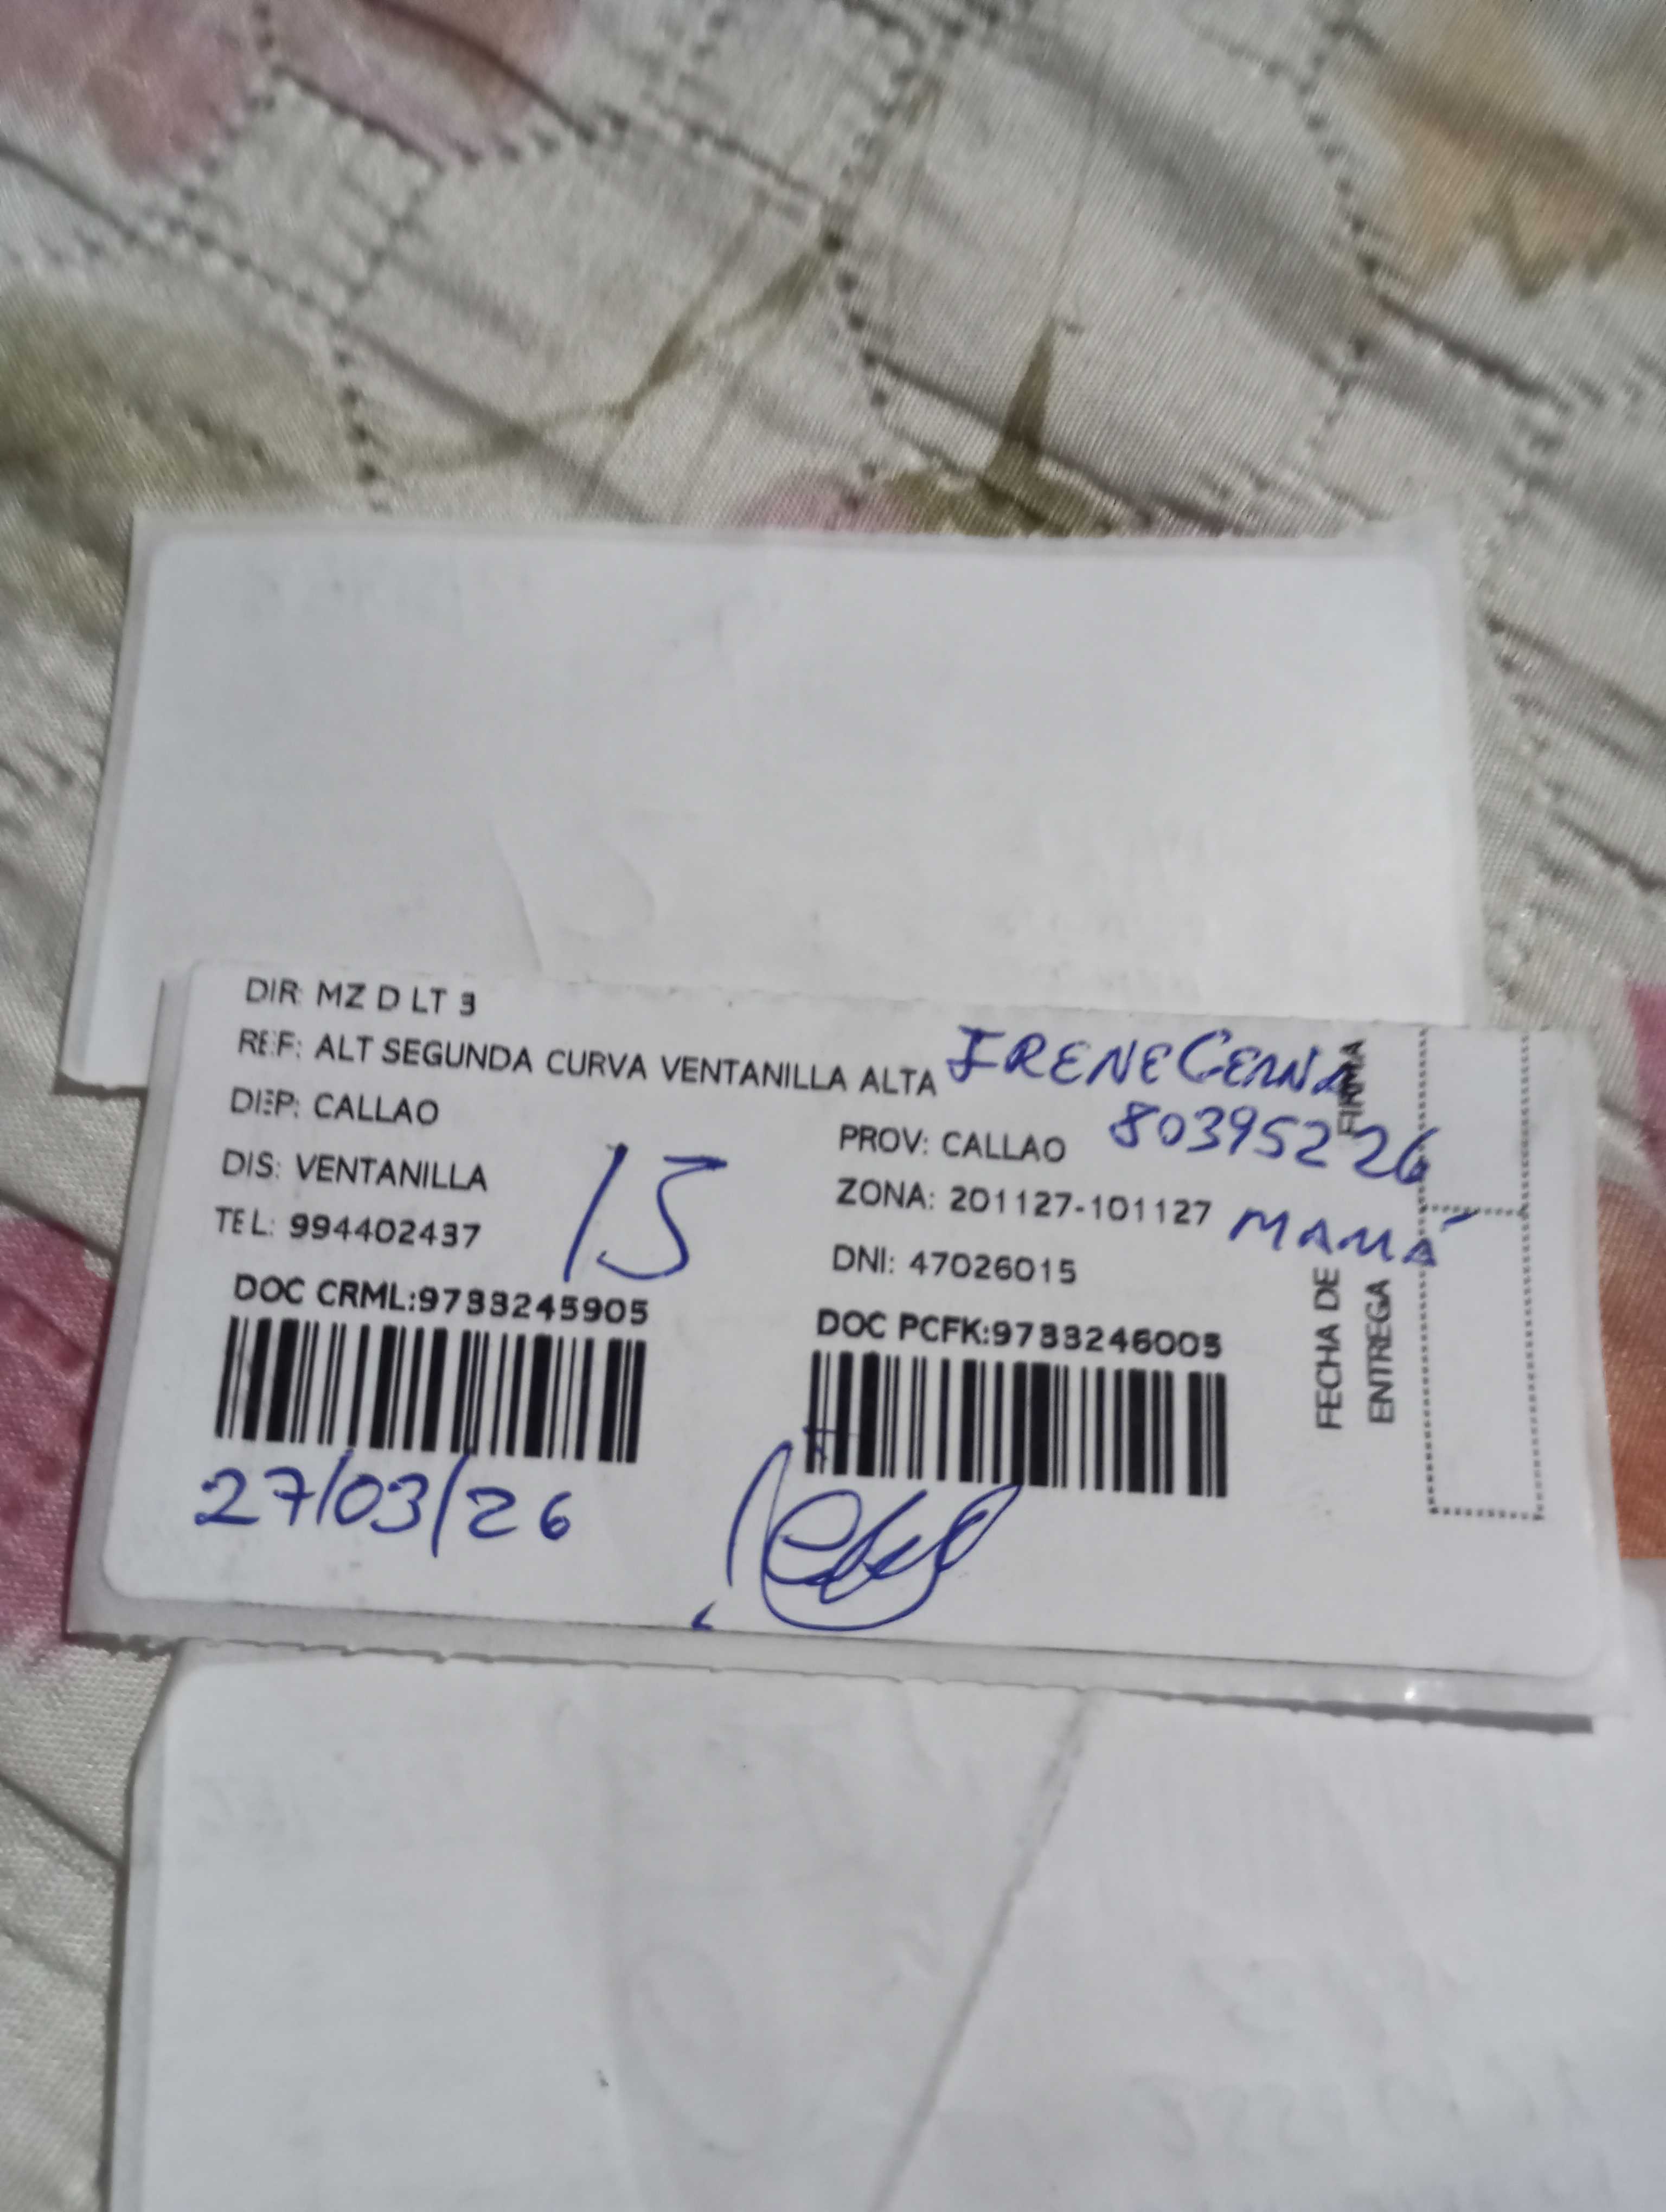 DIR: MZ D LT 3
REF: ALT SEGUNDA CURVA VENTANILLA ALTA
IRENE CERNA
80395226
MAMÁ
DEP: CALLAO
PROV: CALLAO
DIS: VENTANILLA
ZONA: 201127-101127
TEL: 994402437
15
DNI: 47026015
DOC CRML:9733245905
DOC PCFK:9733246005
27/03/26
FIRMA
FECHA DE
ENTREGA